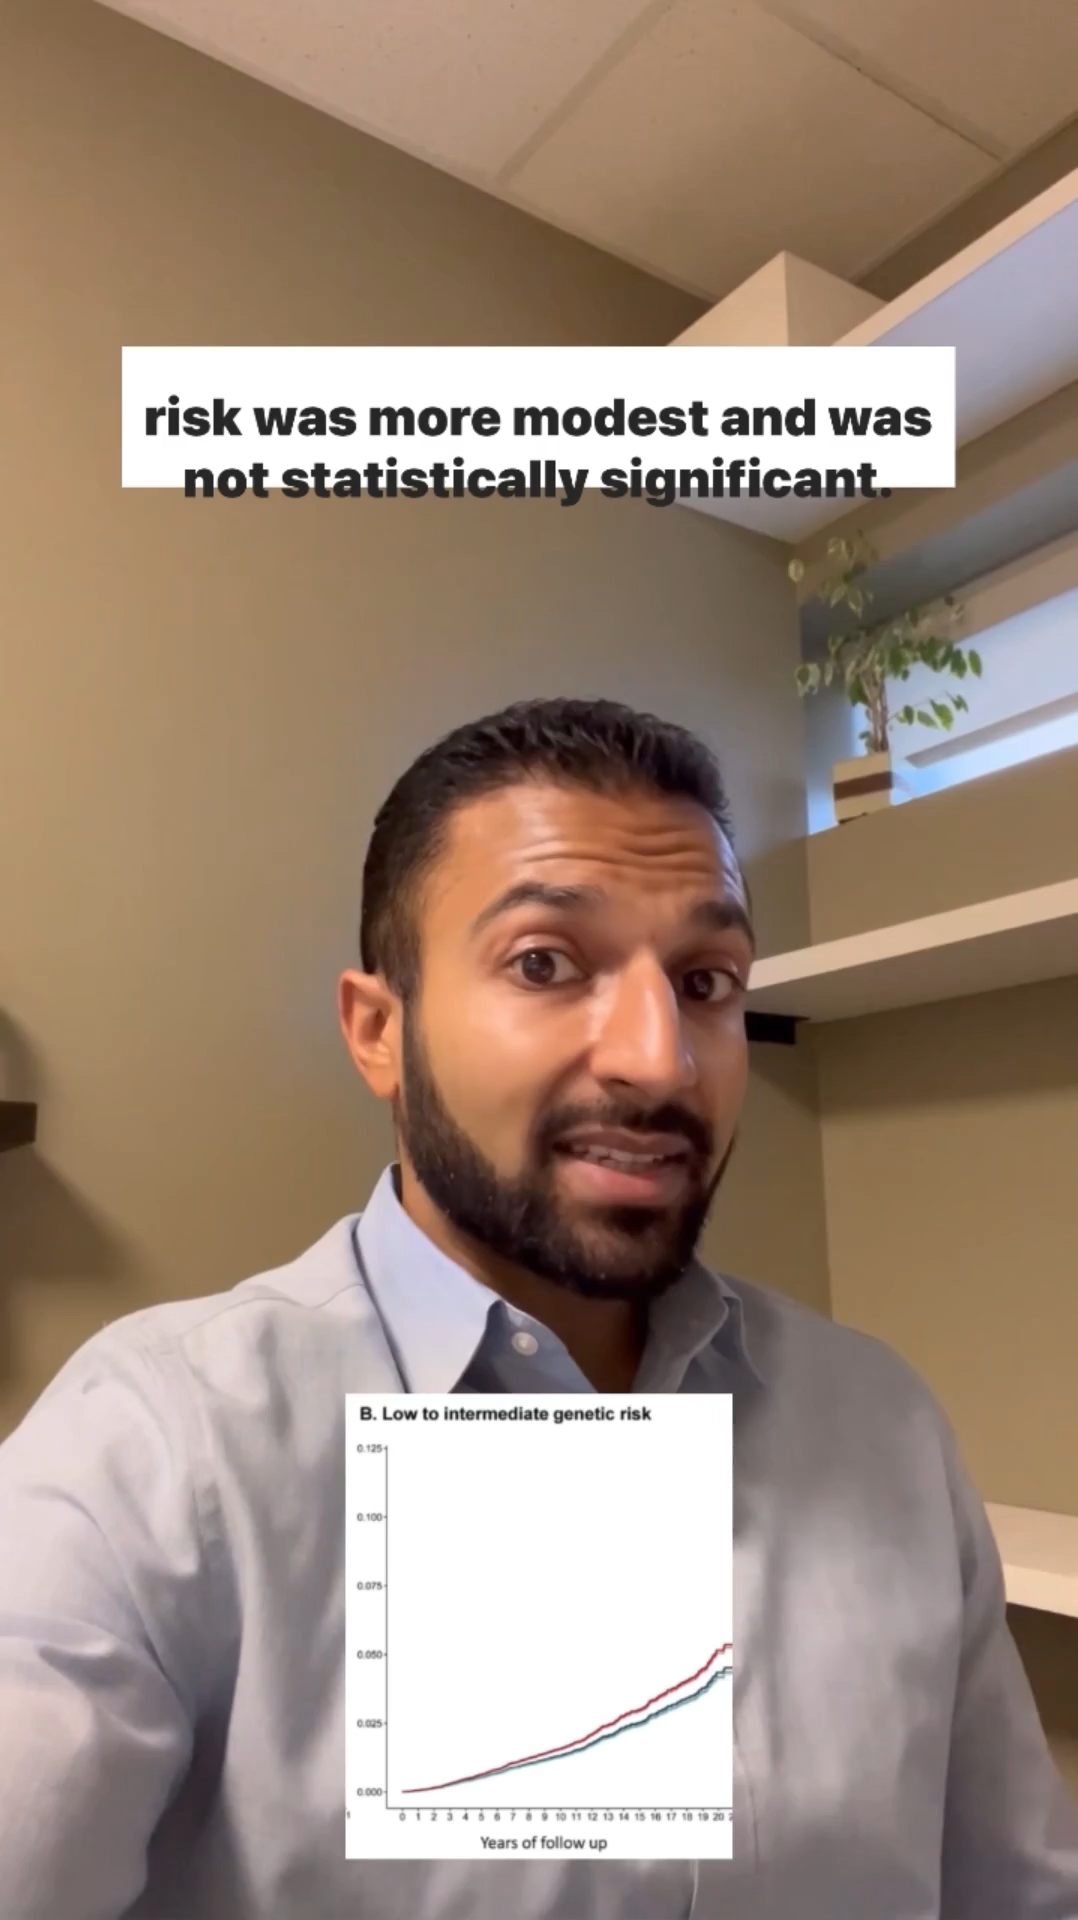 risk was more modest and was
not statistically significant.
B. Low to intermediate genetic risk
0.125
0.100
0.075
0.050
0.025
0.000
0 1 2 3 4 5 6 7 8 9 10 11 12 13 14 15 16 17 18 19 20
Years of follow up